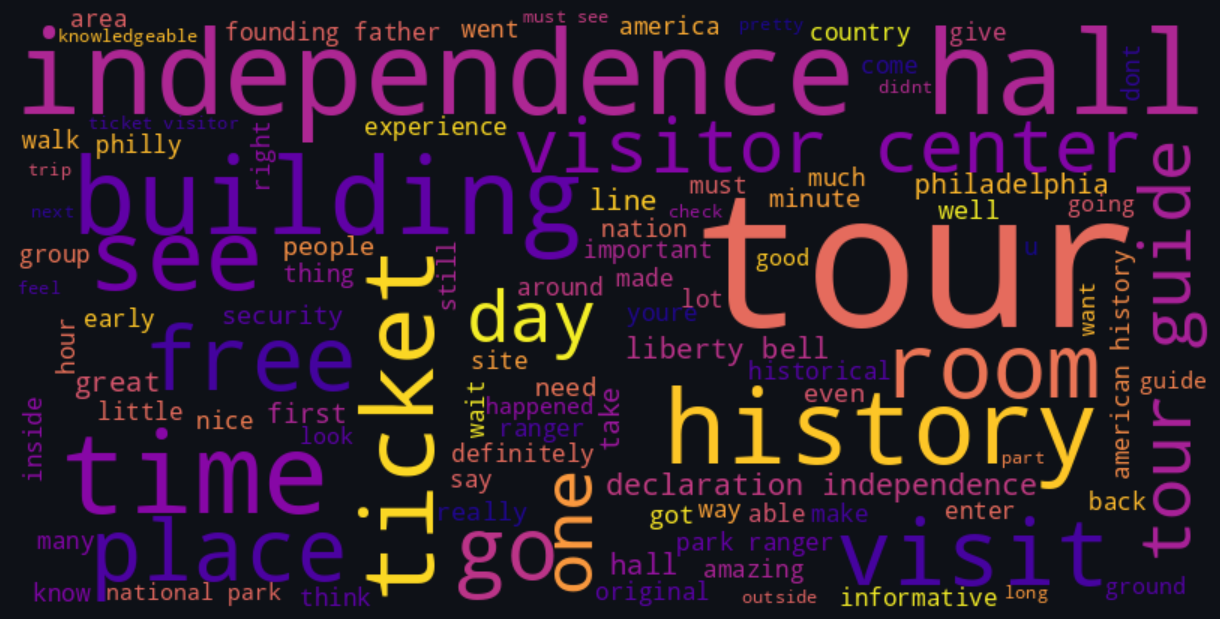 area
must see
knowledgeable
founding father
went
america
pretty
country
give
independence hall
come
didnt
dont
ticket visitor
experience
visitor center
walk
philly
right
trip
building
must
much
philadelphia
tour guide
next
line
minute
well
going
check
nation
tour
see
people
group
important
good
u
thing
still
ticket
feel
around
made
lot
day
youre
want
american history
early
security
hour
free
liberty bell
site
historical
room
great
need
even
guide
wait
happened
take
history
little
nice
first
ranger
inside
look
time
definitely
part
say
declaration independence
one
really
got
way
able
make
enter
back
many
place
go
park ranger
visit
hall
amazing
know
national park
think
original
outside
informative
long
ground